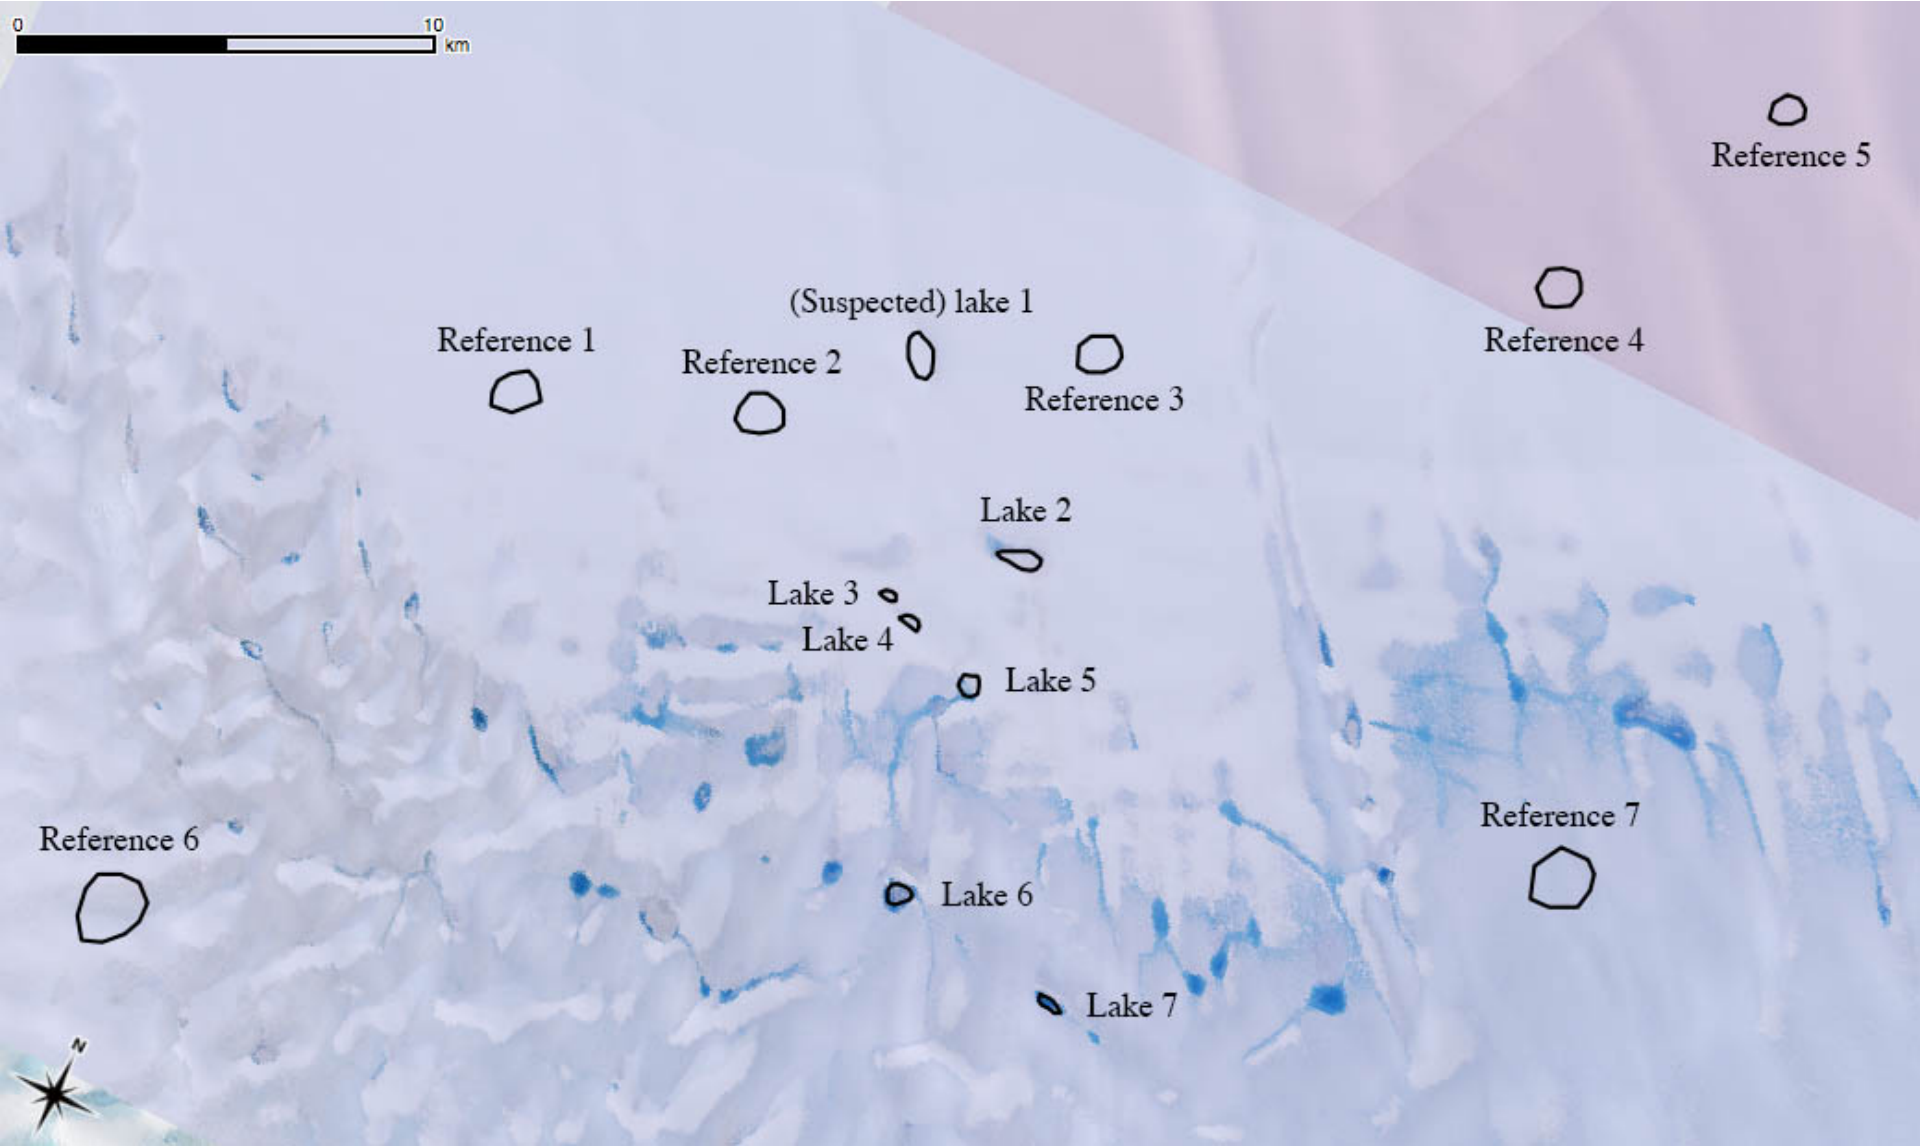 0 10
km
Reference 5
(Suspected) lake 1
Reference 1
Reference 2
Reference 4
Reference 3
Lake 2
Lake 3
Lake 4
Lake 5
Reference 7
Reference 6
Lake 6
Lake 7
N